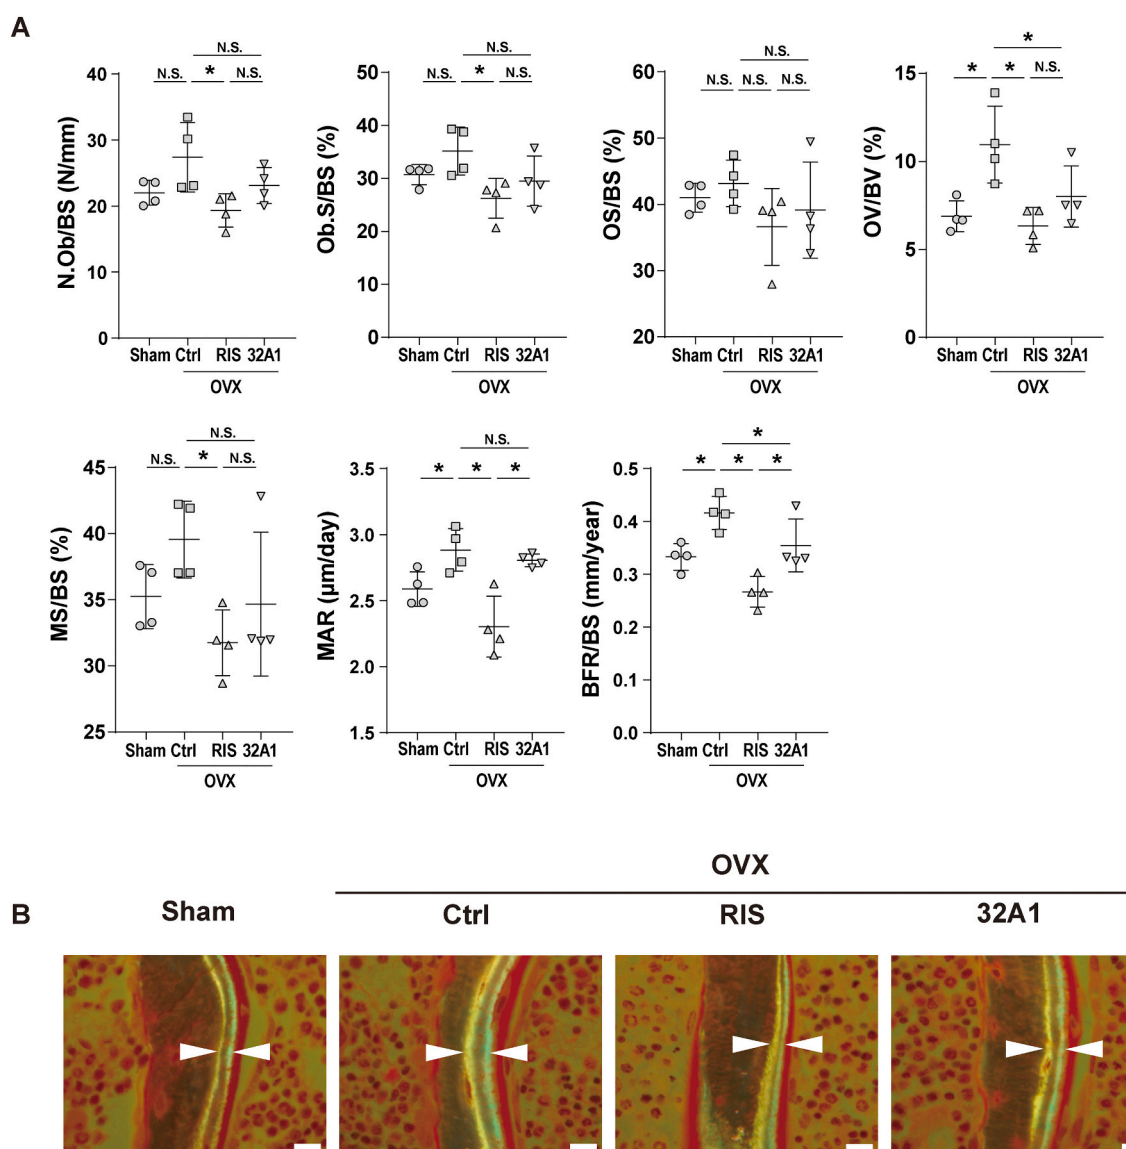 A
N.Ob/BS (N/mm)
40
30
20
10
0
N.S.
N.S. * N.S.
Sham Ctrl RIS 32A1
OVX
Ob.S/BS (%)
50
40
30
20
10
0
N.S.
N.S. * N.S.
Sham Ctrl RIS 32A1
OVX
OS/BS (%)
60
50
40
30
20
N.S.
N.S. N.S. N.S.
Sham Ctrl RIS 32A1
OVX
OV/BV (%)
15
10
5
0
*
* * N.S.
Sham Ctrl RIS 32A1
OVX
MS/BS (%)
45
40
35
30
25
N.S.
N.S. * N.S.
Sham Ctrl RIS 32A1
OVX
MAR (μm/day)
3.5
3.0
2.5
2.0
1.5
N.S.
* * *
Sham Ctrl RIS 32A1
OVX
BFR/BS (mm/year)
0.5
0.4
0.3
0.2
0.1
0.0
*
* * *
Sham Ctrl RIS 32A1
OVX
OVX
B Sham Ctrl RIS 32A1